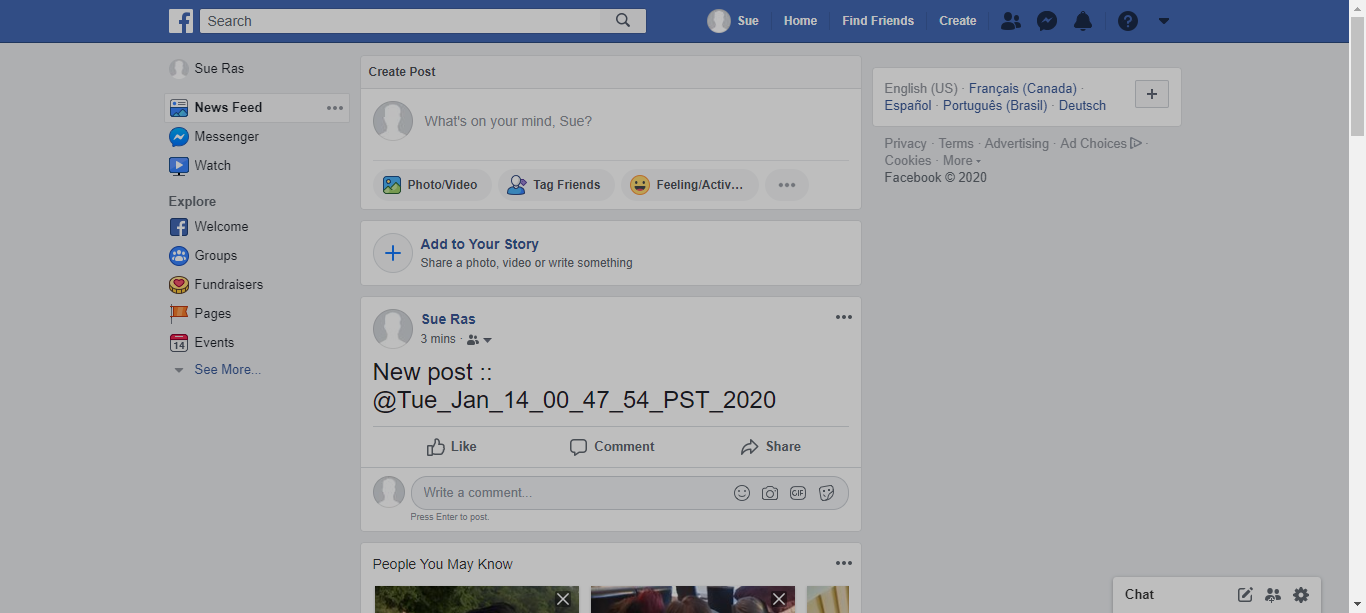 f Search Sue Home Find Friends Create
Sue Ras
News Feed
Messenger
Watch
Explore
Welcome
Groups
Fundraisers
Pages
14 Events
See More...
Create Post
What's on your mind, Sue?
Photo/Video Tag Friends Feeling/Activ...
Add to Your Story
Share a photo, video or write something
Sue Ras
3 mins ·
New post ::
@Tue_Jan_14_00_47_54_PST_2020
Like Comment Share
Write a comment... GIF
Press Enter to post.
People You May Know
English (US) · Français (Canada) ·
Español · Português (Brasil) · Deutsch
Privacy · Terms · Advertising · Ad Choices ·
Cookies · More
Facebook © 2020
Chat